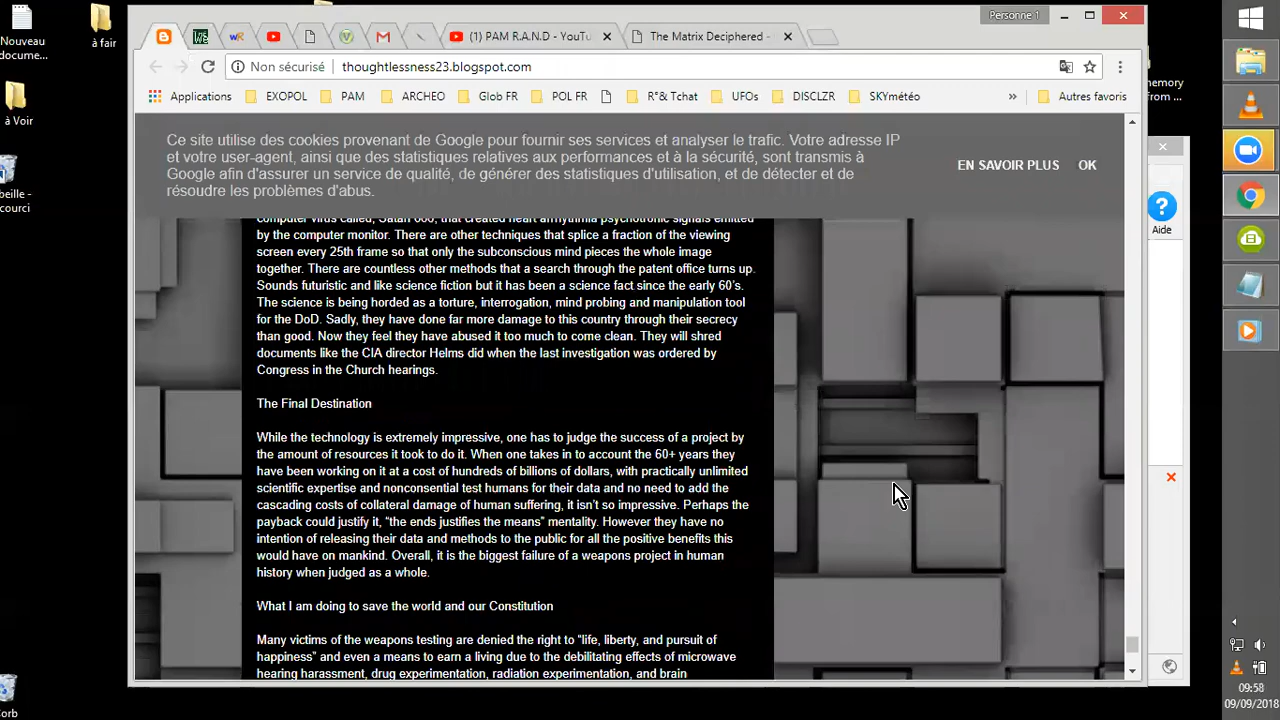 Nouveau
docume...
à fair
à Voir
beille -
courci
Corb
Personne 1
(1) PAM R.A.N.D - YouTu
The Matrix Deciphered -
Non sécurisé
thoughtlessness23.blogspot.com
Applications
EXOPOL
PAM
ARCHEO
Glob FR
POL FR
R°& Tchat
UFOs
DISCLZR
SKYmétéo
»
Autres favoris
Ce site utilise des cookies provenant de Google pour fournir ses services et analyser le trafic. Votre adresse IP
et votre user-agent, ainsi que des statistiques relatives aux performances et à la sécurité, sont transmis à
Google afin d'assurer un service de qualité, de générer des statistiques d'utilisation, et de détecter et de
résoudre les problèmes d'abus.
EN SAVOIR PLUS
OK
computer virus called, Satan 666, that created heart arrhythmia psychotronic signals emitted
by the computer monitor. There are other techniques that splice a fraction of the viewing
screen every 25th frame so that only the subconscious mind pieces the whole image
together. There are countless other methods that a search through the patent office turns up.
Sounds futuristic and like science fiction but it has been a science fact since the early 60's.
The science is being horded as a torture, interrogation, mind probing and manipulation tool
for the DoD. Sadly, they have done far more damage to this country through their secrecy
than good. Now they feel they have abused it too much to come clean. They will shred
documents like the CIA director Helms did when the last investigation was ordered by
Congress in the Church hearings.
The Final Destination
While the technology is extremely impressive, one has to judge the success of a project by
the amount of resources it took to do it. When one takes in to account the 60+ years they
have been working on it at a cost of hundreds of billions of dollars, with practically unlimited
scientific expertise and nonconsential test humans for their data and no need to add the
cascading costs of collateral damage of human suffering, it isn't so impressive. Perhaps the
payback could justify it, "the ends justifies the means" mentality. However they have no
intention of releasing their data and methods to the public for all the positive benefits this
would have on mankind. Overall, it is the biggest failure of a weapons project in human
history when judged as a whole.
What I am doing to save the world and our Constitution
Many victims of the weapons testing are denied the right to "life, liberty, and pursuit of
happiness" and even a means to earn a living due to the debilitating effects of microwave
hearing harassment, drug experimentation, radiation experimentation, and brain
memory
from ...
Aide
09:58
09/09/2018